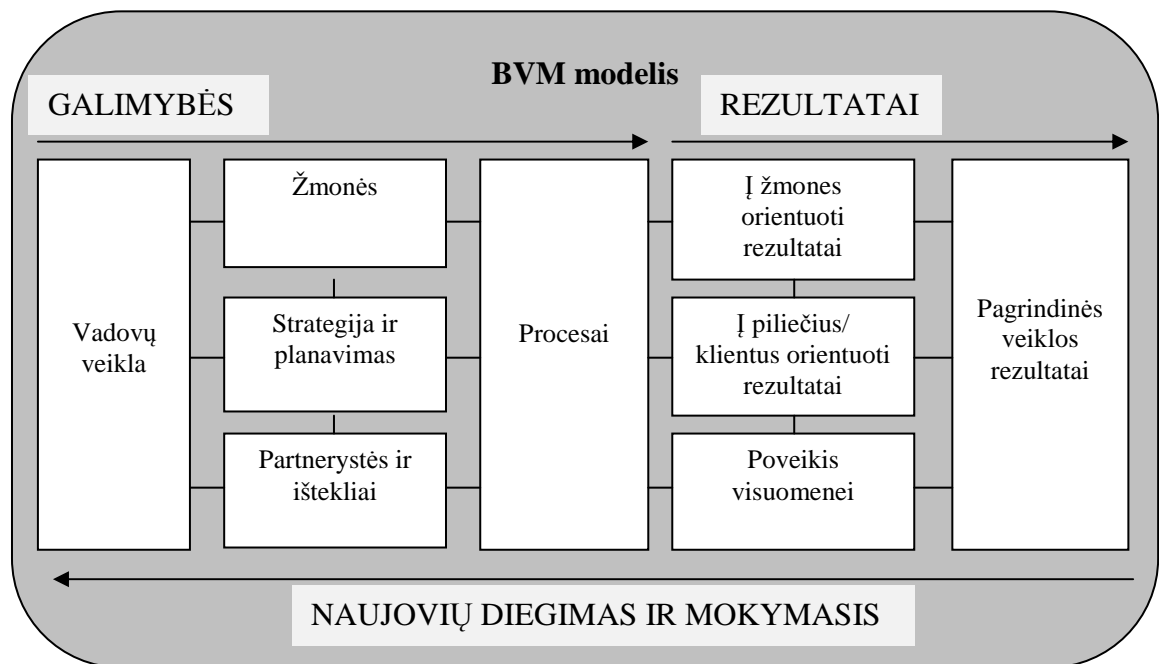 BVM modelis
GALIMYBĖS
REZULTATAI
Vadovų
veikla
Žmonės
Strategija ir
planavimas
Partnerystės ir
ištekliai
Procesai
Į žmones
orientuoti
rezultatai
Į piliečius/
klientus orientuoti
rezultatai
Poveikis
visuomenei
Pagrindinės
veiklos
rezultatai
NAUJOVIŲ DIEGIMAS IR MOKYMASIS